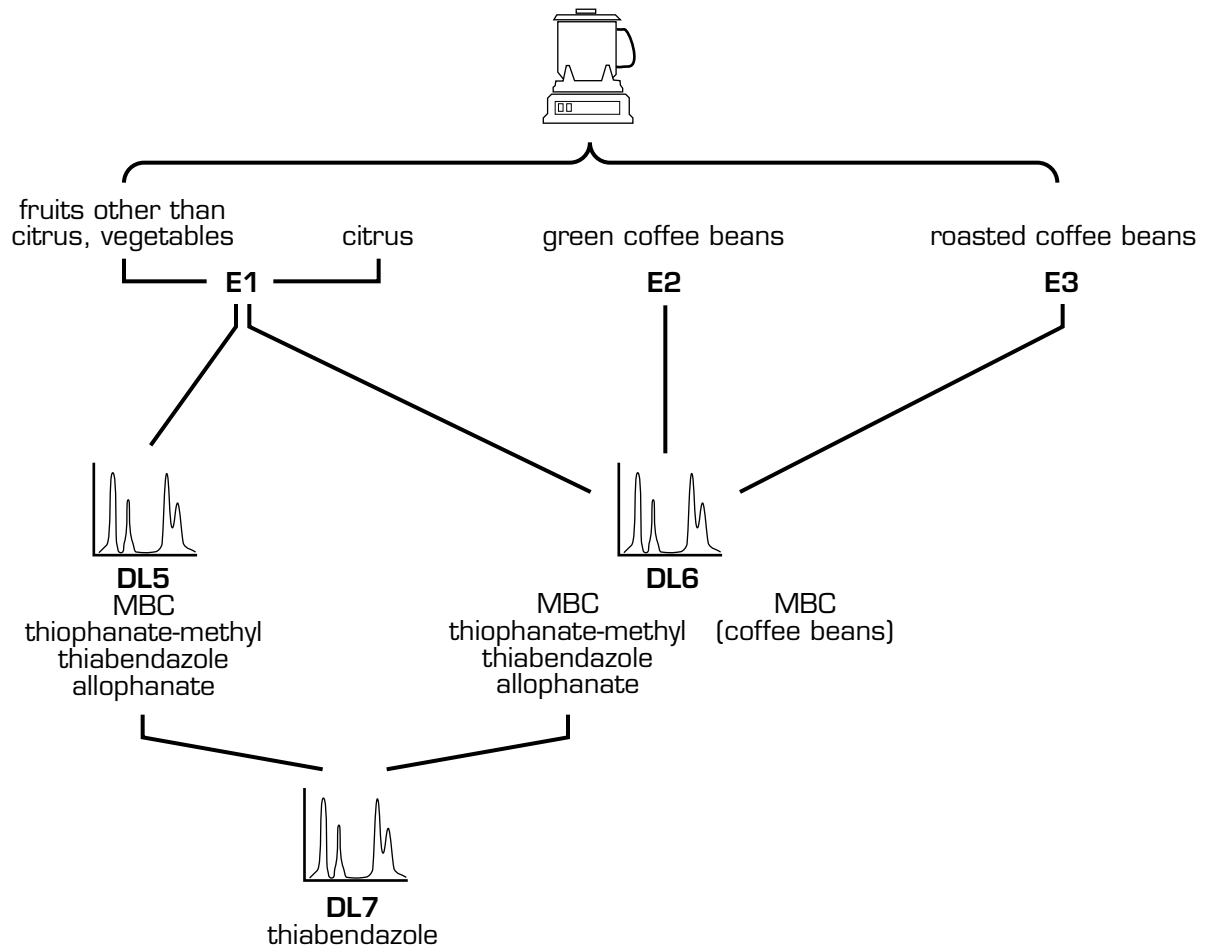 fruits other than
citrus, vegetables
citrus
green coffee beans
roasted coffee beans
E1
E2
E3
DL5
MBC
thiophanate-methyl
thiabendazole
allophanate
DL6
MBC
thiophanate-methyl
thiabendazole
allophanate
MBC
(coffee beans)
DL7
thiabendazole